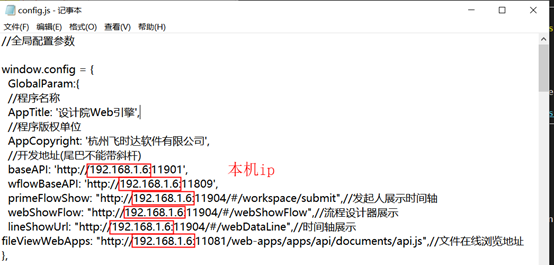 config.js - 记事本
文件(F) 编辑(E) 格式(O) 查看(V) 帮助(H)
//全局配置参数
window.config = {
GlobalParam:{
//程序名称
AppTitle: '设计院Web引擎',
//程序版权单位
AppCopyright: '杭州飞时达软件有限公司',
//开发地址(尾巴不能带斜杆)
baseAPI: 'http://192.168.1.6:11901',
本机ip
wflowBaseAPI: 'http://192.168.1.6:11809',
primeFlowShow: "http://192.168.1.6:11904/#/workspace/submit",//发起人展示时间轴
webShowFlow: "http://192.168.1.6:11904/#/webShowFlow",//流程设计器展示
lineShowUrl: "http://192.168.1.6:11904/#/webDataLine",//时间轴展示
fileViewWebApps: "http://192.168.1.6:11081/web-apps/apps/api/documents/api.js",//文件在线浏览地址
},